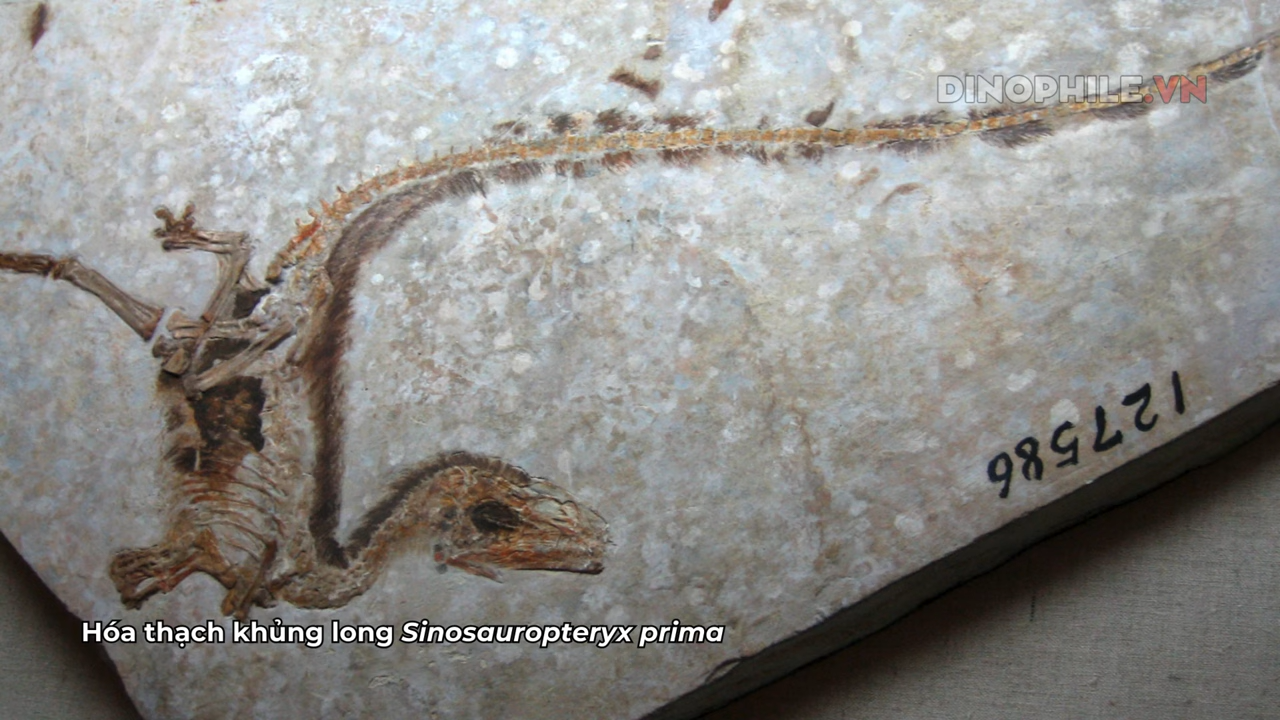 DINOPHILE.VN
127586
Hóa thạch khủng long Sinosauropteryx prima